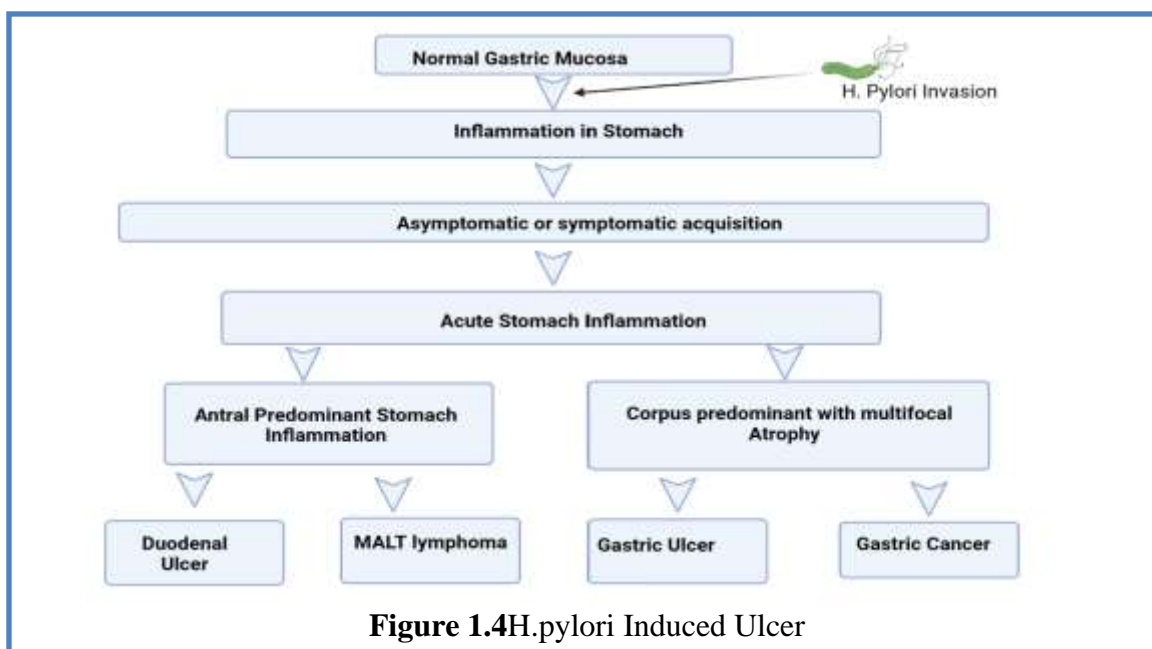 Normal Gastric Mucosa
H. Pylori Invasion
Inflammation in Stomach
Asymptomatic or symptomatic acquisition
Acute Stomach Inflammation
Antral Predominant Stomach
Inflammation
Corpus predominant with multifocal
Atrophy
Duodenal
Ulcer
MALT lymphoma
Gastric Ulcer
Gastric Cancer
Figure 1.4H.pylori Induced Ulcer